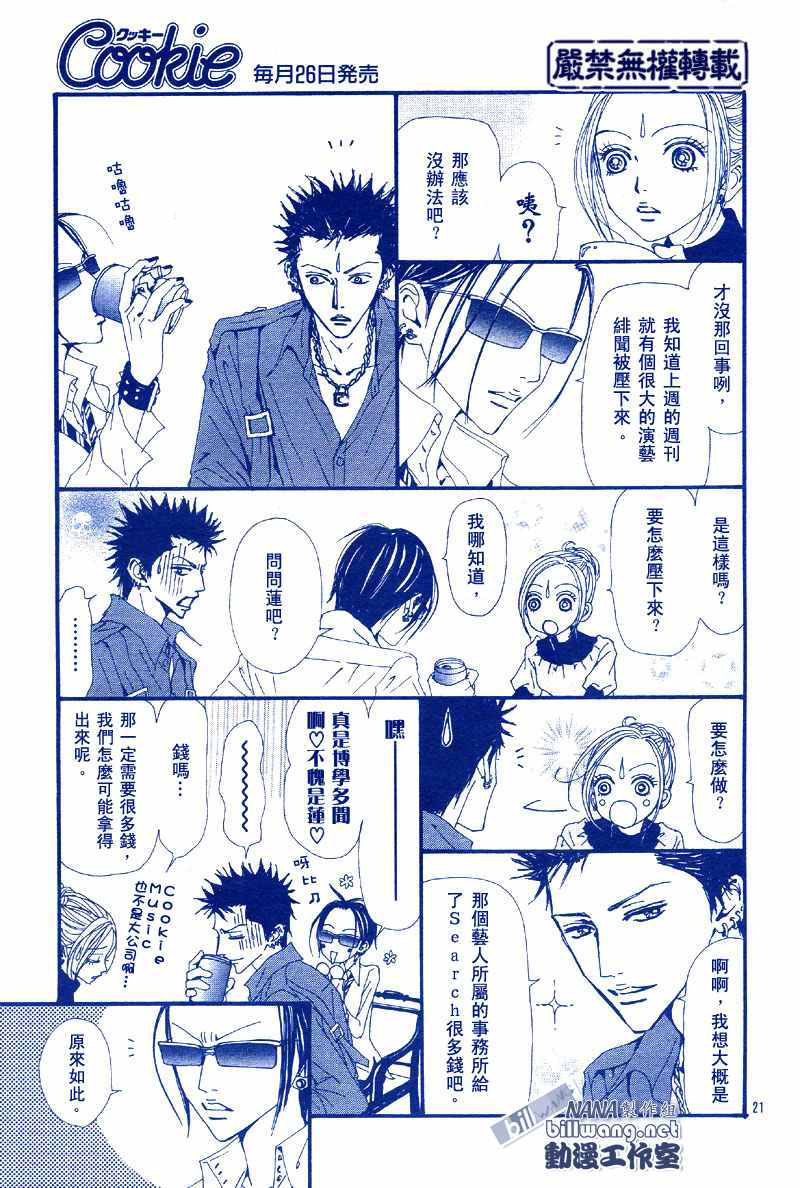 クッキー
Cookie
毎月26日発売
嚴禁無權轉載
咦？
那應該
沒辦法吧？
咕嚕咕嚕
才沒那回事咧，
我知道上週的週刊
就有個很大的演藝
緋聞被壓下來。
是這樣嗎？
要怎麼壓下來？
我哪知道，
問問蓮吧？
………
要怎麼做？
啊啊，我想大概是
那個藝人所屬的事務所給
了Search很多錢吧。
嘿——
真是博學多聞
啊♡不愧是蓮♡
呀比♫
錢嗎…
那一定需要很多錢，
我們怎麼可能拿得
出來呢。
Cookie
Music
也不是大公司啊…
原來如此。
21
billwang
NANA製作組
billwang.net
動漫工作室